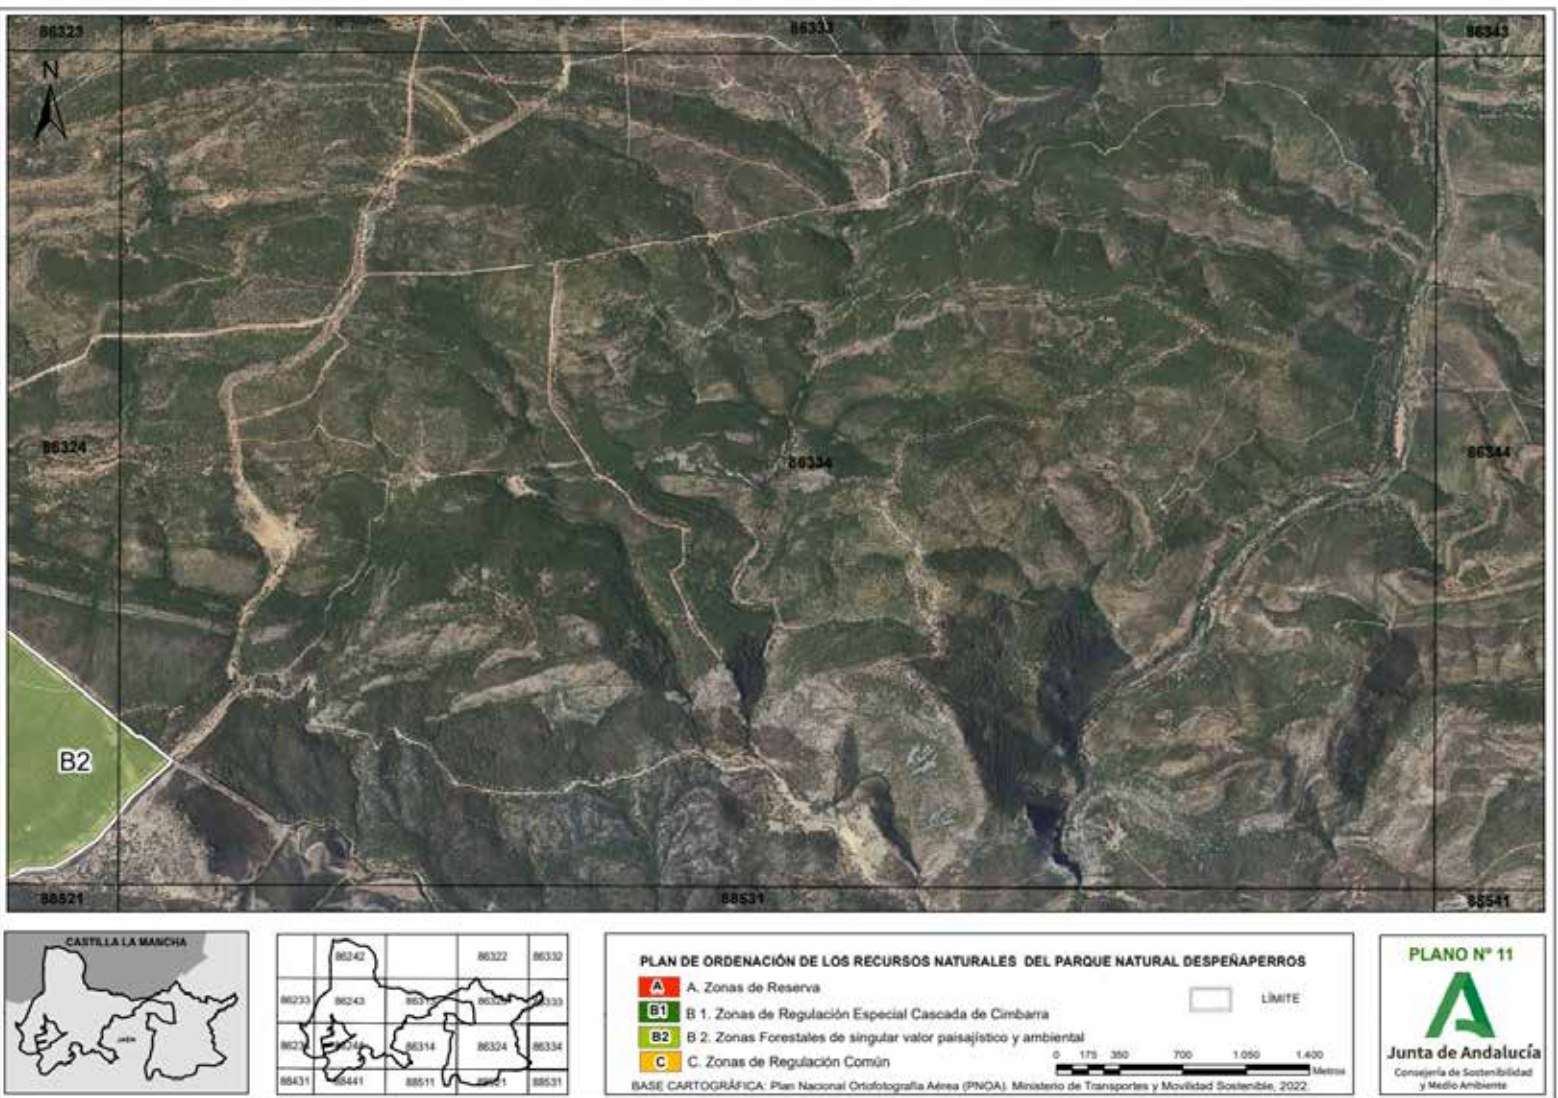 86323
86333
86343
N
86324
86334
86344
B2
88521
88531
88541
CASTILLA LA MANCHA
JAÉN
86242
86322
86332
86233
86243
86333
86314
86324
86334
88431
88441
88511
88531
PLAN DE ORDENACIÓN DE LOS RECURSOS NATURALES DEL PARQUE NATURAL DESPEÑAPERROS
A A. Zonas de Reserva
B1 B 1. Zonas de Regulación Especial Cascada de Cimbarra
B2 B 2. Zonas Forestales de singular valor paisajístico y ambiental
C C. Zonas de Regulación Común
LÍMITE
0 175 350 700 1.050 1.400
Metros
BASE CARTOGRÁFICA: Plan Nacional Ortofotografía Aérea (PNOA). Ministerio de Transportes y Movilidad Sostenible, 2022.
PLANO Nº 11
Junta de Andalucía
Consejería de Sostenibilidad
y Medio Ambiente